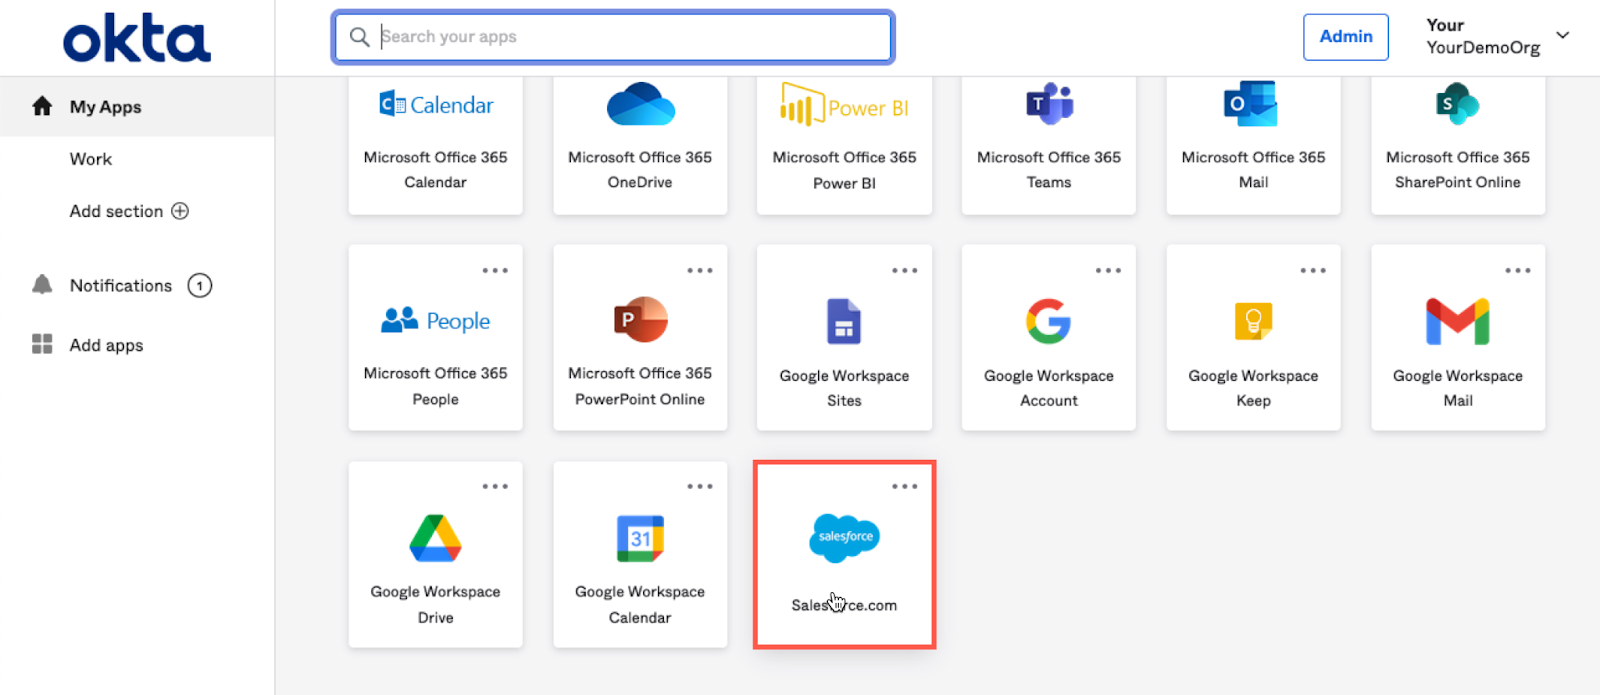 okta
Search your apps
Admin
Your
YourDemoOrg
My Apps
Work
Add section
Notifications 1
Add apps
Calendar
Microsoft Office 365
Calendar
Microsoft Office 365
OneDrive
Power BI
Microsoft Office 365
Power BI
T
Microsoft Office 365
Teams
O
Microsoft Office 365
Mail
S
Microsoft Office 365
SharePoint Online
People
Microsoft Office 365
People
P
Microsoft Office 365
PowerPoint Online
Google Workspace
Sites
G
Google Workspace
Account
Google Workspace
Keep
Google Workspace
Mail
Google Workspace
Drive
31
Google Workspace
Calendar
salesforce
Salesforce.com